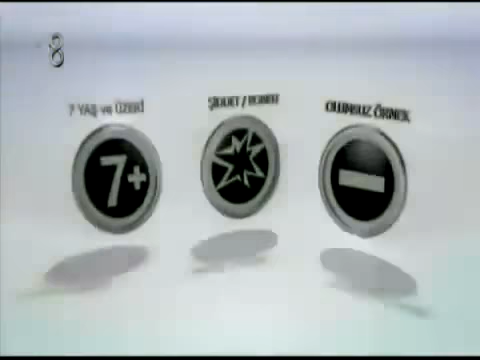 8
7 YAŞ ve ÜZERİ
ŞİDDET / KORKU
OLUMSUZ ÖRNEK
7+